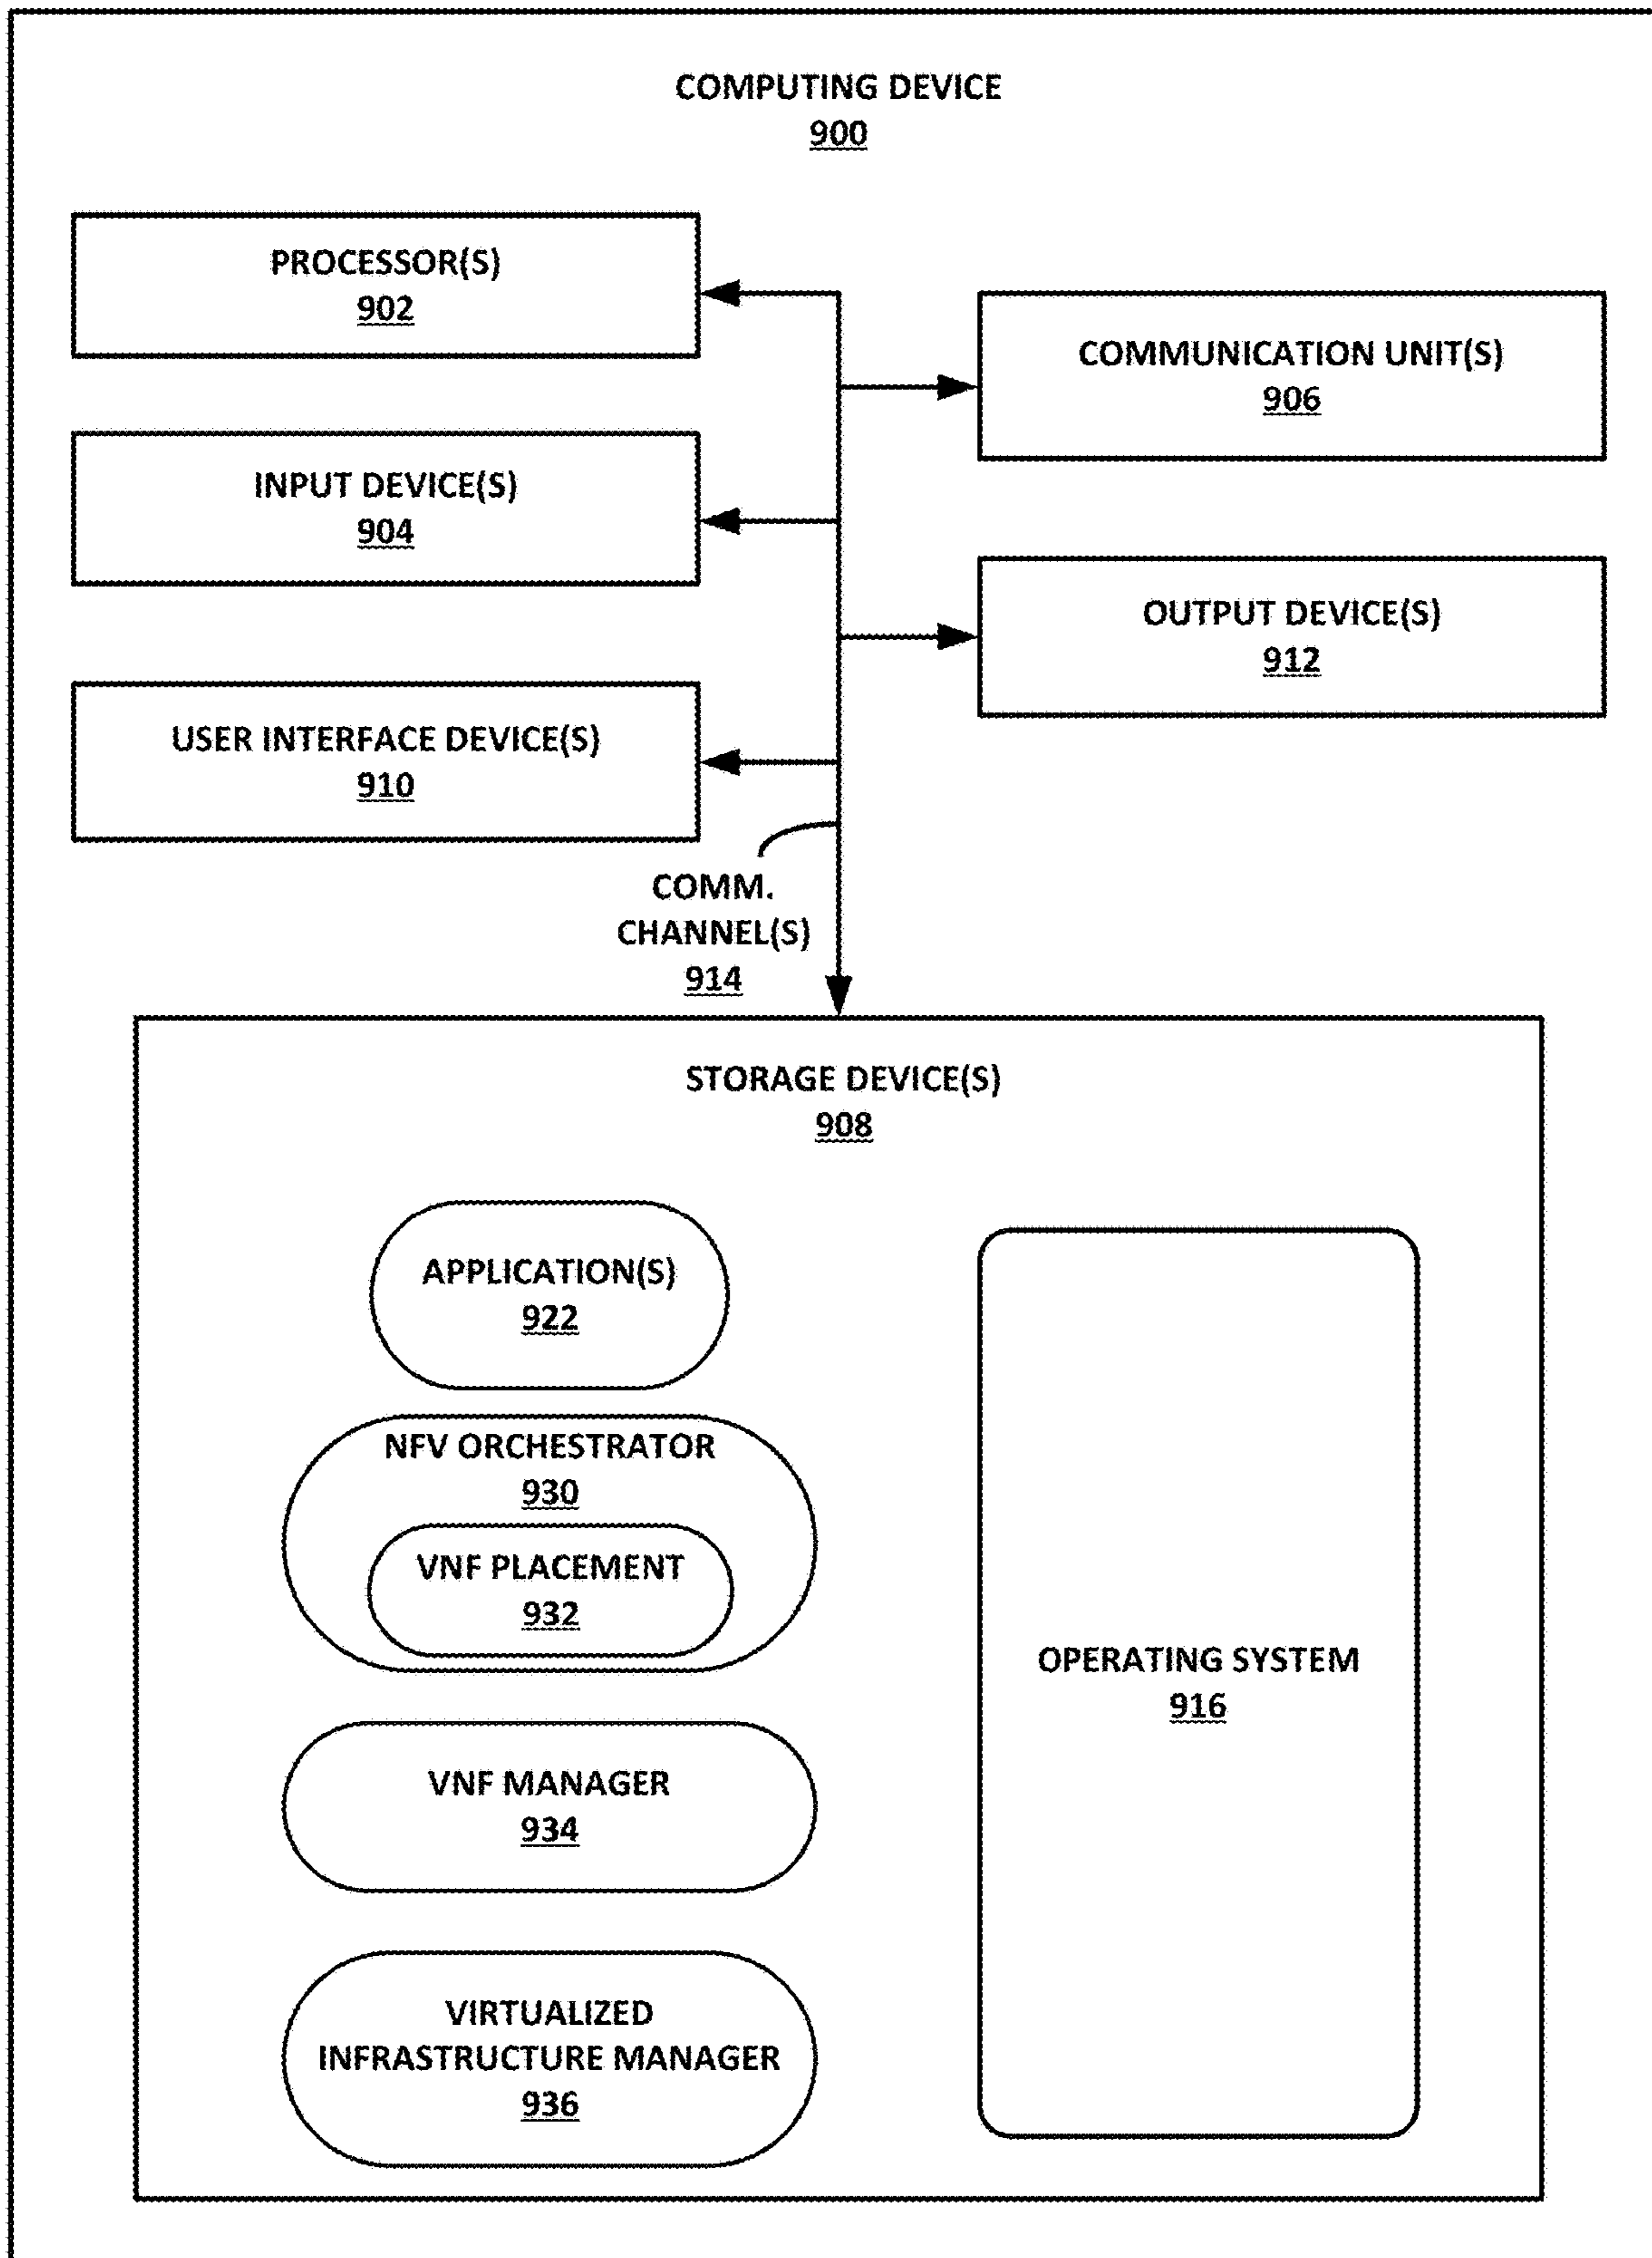 COMPUTING DEVICE
900
PROCESSOR(S)
902
COMMUNICATION UNIT(S)
906
INPUT DEVICE(S)
904
OUTPUT DEVICE(S)
912
USER INTERFACE DEVICE(S)
910
COMM.
CHANNEL(S)
914
STORAGE DEVICE(S)
908
APPLICATION(S)
922
NFV ORCHESTRATOR
930
VNF PLACEMENT
932
OPERATING SYSTEM
916
VNF MANAGER
934
VIRTUALIZED
INFRASTRUCTURE MANAGER
936